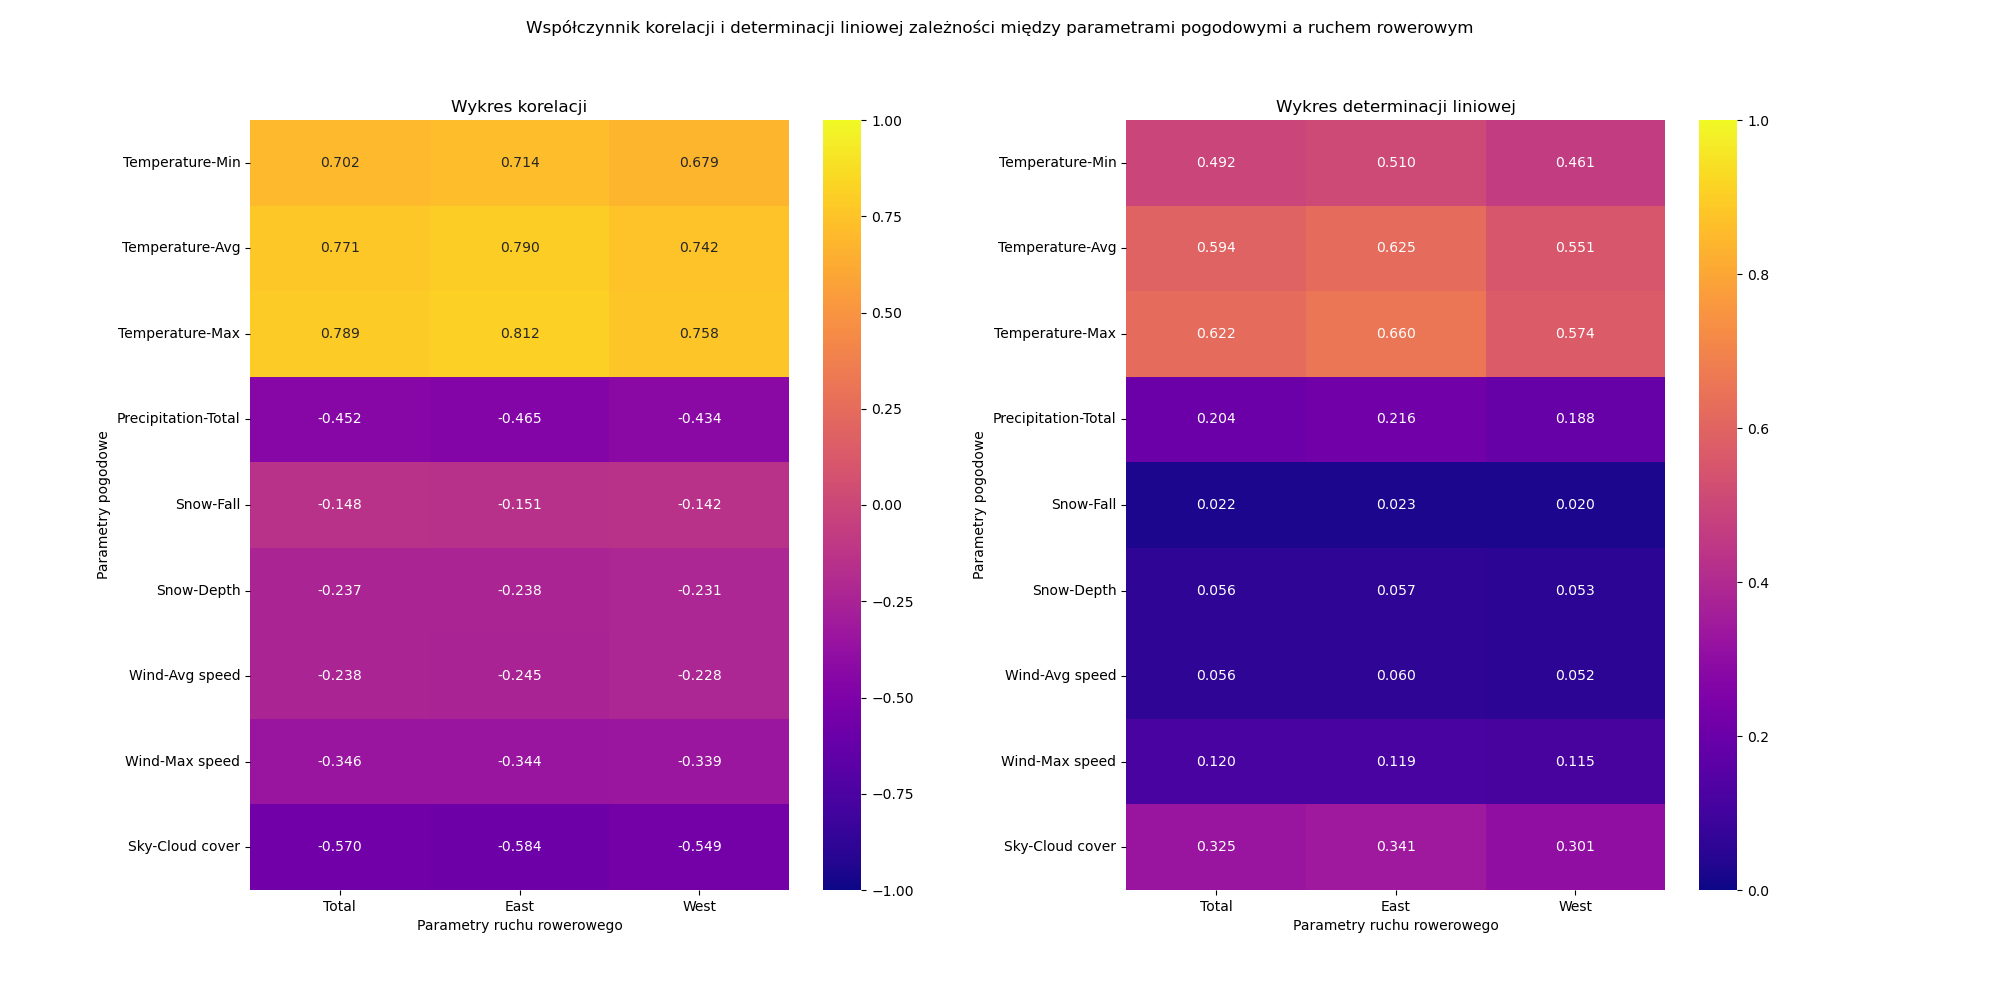 Współczynnik korelacji i determinacji liniowej zależności między parametrami pogodowymi a ruchem rowerowym
Wykres korelacji
Parametry pogodowe
Temperature-Min 0.702 0.714 0.679
Temperature-Avg 0.771 0.790 0.742
Temperature-Max 0.789 0.812 0.758
Precipitation-Total -0.452 -0.465 -0.434
Snow-Fall -0.148 -0.151 -0.142
Snow-Depth -0.237 -0.238 -0.231
Wind-Avg speed -0.238 -0.245 -0.228
Wind-Max speed -0.346 -0.344 -0.339
Sky-Cloud cover -0.570 -0.584 -0.549
Total East West
Parametry ruchu rowerowego
1.00
0.75
0.50
0.25
0.00
−0.25
−0.50
−0.75
−1.00
Wykres determinacji liniowej
Parametry pogodowe
Temperature-Min 0.492 0.510 0.461
Temperature-Avg 0.594 0.625 0.551
Temperature-Max 0.622 0.660 0.574
Precipitation-Total 0.204 0.216 0.188
Snow-Fall 0.022 0.023 0.020
Snow-Depth 0.056 0.057 0.053
Wind-Avg speed 0.056 0.060 0.052
Wind-Max speed 0.120 0.119 0.115
Sky-Cloud cover 0.325 0.341 0.301
Total East West
Parametry ruchu rowerowego
1.0
0.8
0.6
0.4
0.2
0.0